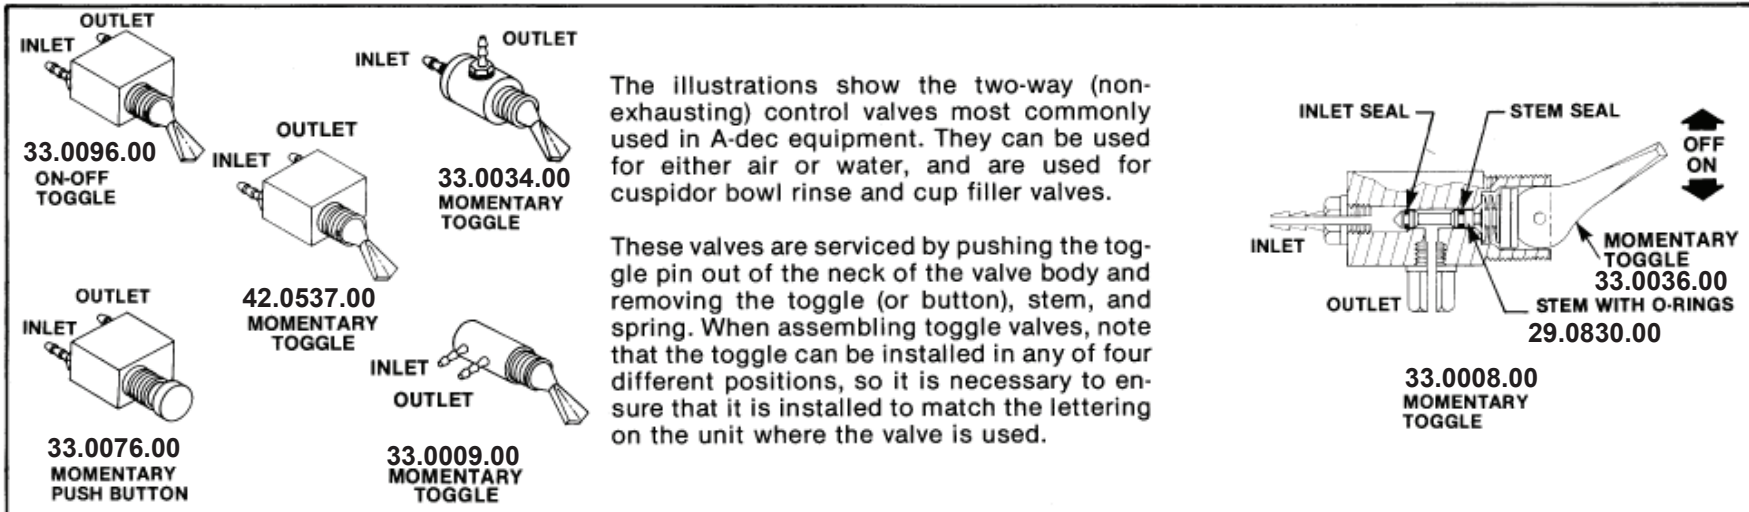 OUTLET
INLET
33.0096.00
ON-OFF
TOGGLE
OUTLET
INLET
33.0034.00
MOMENTARY
TOGGLE
OUTLET
INLET
42.0537.00
MOMENTARY
TOGGLE
OUTLET
INLET
33.0076.00
MOMENTARY
PUSH BUTTON
INLET
OUTLET
33.0009.00
MOMENTARY
TOGGLE
The illustrations show the two-way (non-
exhausting) control valves most commonly
used in A-dec equipment. They can be used
for either air or water, and are used for
cuspidor bowl rinse and cup filler valves.
These valves are serviced by pushing the tog-
gle pin out of the neck of the valve body and
removing the toggle (or button), stem, and
spring. When assembling toggle valves, note
that the toggle can be installed in any of four
different positions, so it is necessary to en-
sure that it is installed to match the lettering
on the unit where the valve is used.
INLET SEAL
STEM SEAL
OFF
ON
INLET
MOMENTARY
TOGGLE
33.0036.00
OUTLET
STEM WITH O-RINGS
29.0830.00
33.0008.00
MOMENTARY
TOGGLE